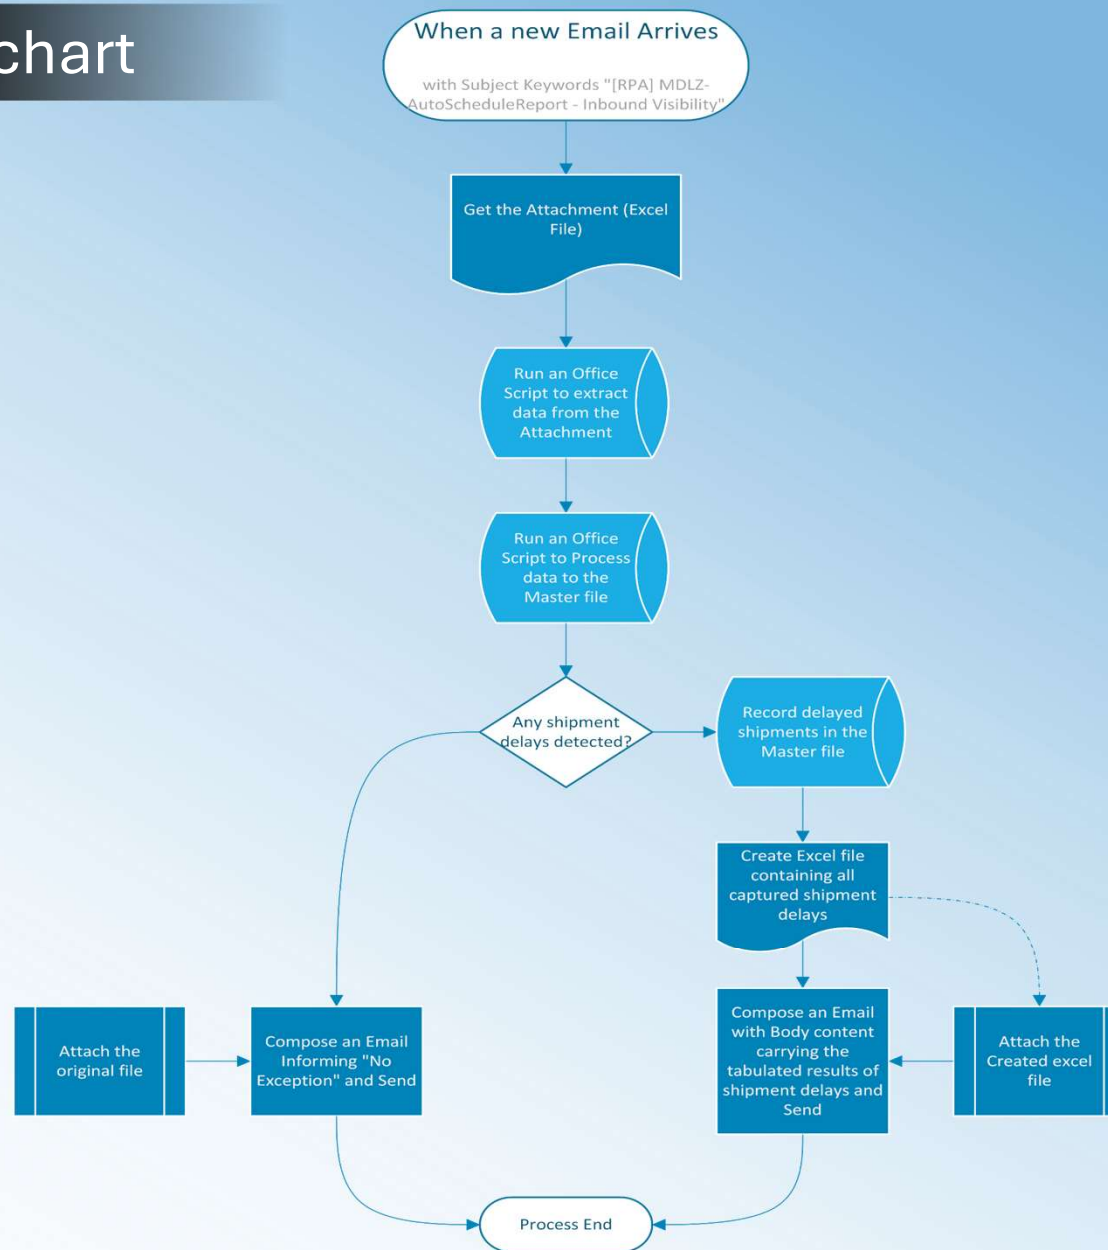 chart
When a new Email Arrives
with Subject Keywords "[RPA] MDLZ-
AutoScheduleReport - Inbound Visibility"
Get the Attachment (Excel
File)
Run an Office
Script to extract
data from the
Attachment
Run an Office
Script to Process
data to the
Master file
Any shipment
delays detected?
Record delayed
shipments in the
Master file
Create Excel file
containing all
captured shipment
delays
Attach the
original file
Compose an Email
Informing "No
Exception" and Send
Compose an Email
with Body content
carrying the
tabulated results of
shipment delays and
Send
Attach the
Created excel
file
Process End